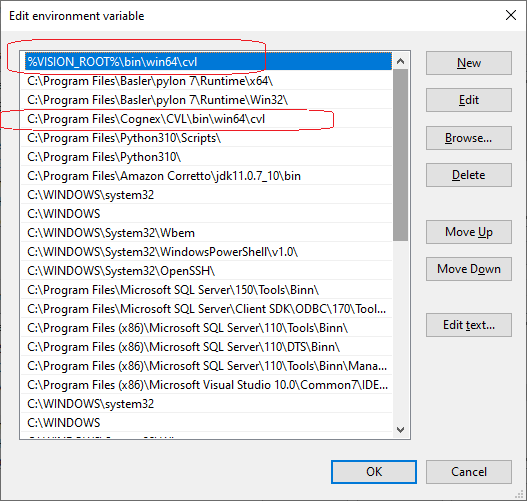 Edit environment variable
%VISION_ROOT%\bin\win64\cvl
C:\Program Files\Basler\pylon 7\Runtime\x64\
C:\Program Files\Basler\pylon 7\Runtime\Win32\
C:\Program Files\Cognex\CVL\bin\win64\cvl
C:\Program Files\Python310\Scripts\
C:\Program Files\Python310\
C:\Program Files\Amazon Corretto\jdk11.0.7_10\bin
C:\WINDOWS\system32
C:\WINDOWS
C:\WINDOWS\System32\Wbem
C:\WINDOWS\System32\WindowsPowerShell\v1.0\
C:\WINDOWS\System32\OpenSSH\
C:\Program Files\Microsoft SQL Server\150\Tools\Binn\
C:\Program Files\Microsoft SQL Server\Client SDK\ODBC\170\Tool...
C:\Program Files (x86)\Microsoft SQL Server\110\Tools\Binn\
C:\Program Files (x86)\Microsoft SQL Server\110\DTS\Binn\
C:\Program Files (x86)\Microsoft SQL Server\110\Tools\Binn\Mana...
C:\Program Files (x86)\Microsoft Visual Studio 10.0\Common7\IDE...
C:\WINDOWS\system32
C:\WINDOWS
New
Edit
Browse...
Delete
Move Up
Move Down
Edit text...
OK
Cancel